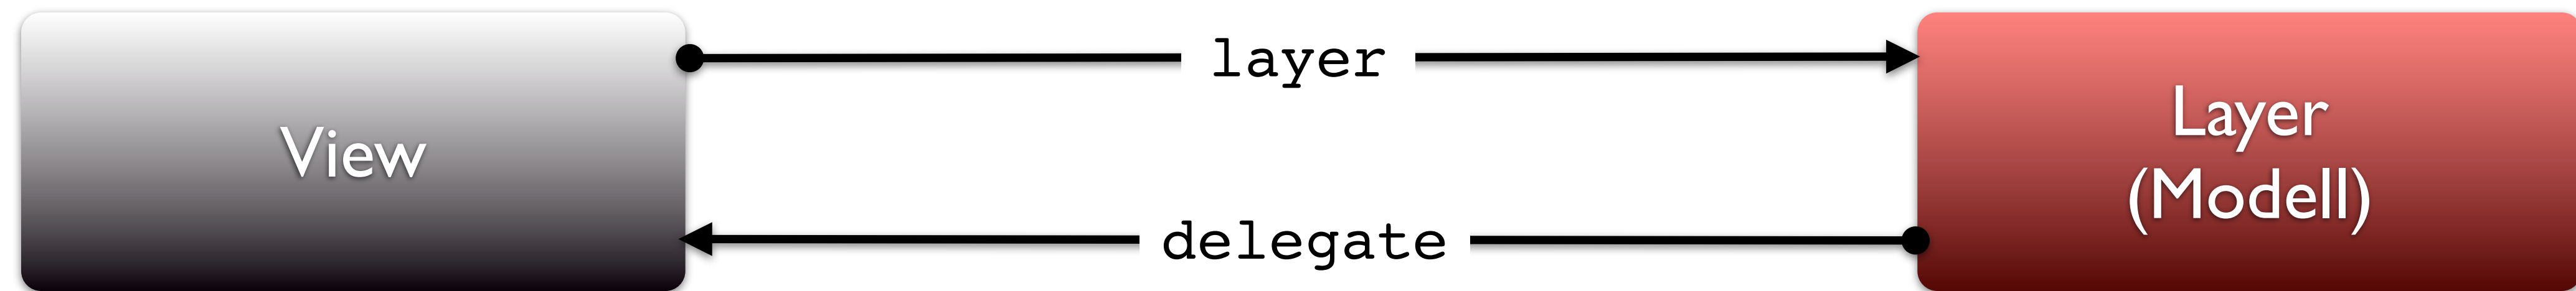 layer
View
Layer
(Modell)
delegate